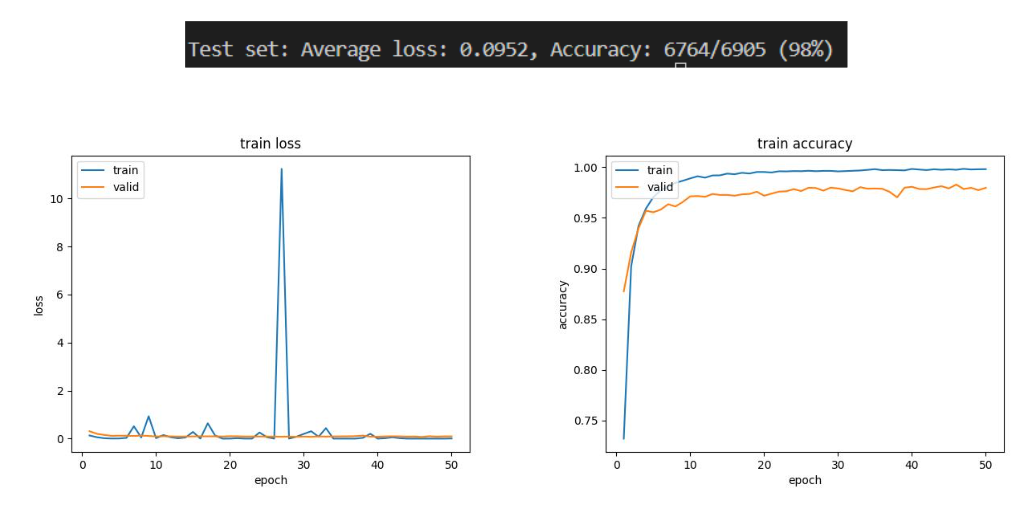 Test set: Average loss: 0.0952, Accuracy: 6764/6905 (98%)
train loss
train
valid
10
8
6
4
2
0
loss
0 10 20 30 40 50
epoch
train accuracy
train
valid
1.00
0.95
0.90
0.85
0.80
0.75
accuracy
0 10 20 30 40 50
epoch